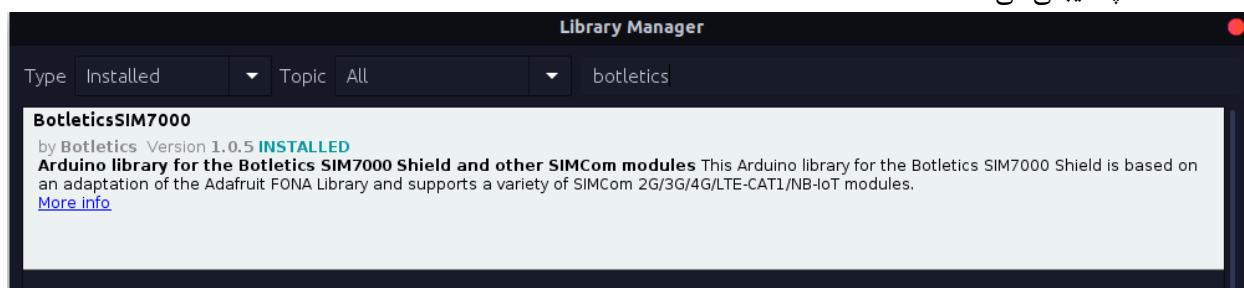 Library Manager
Type Installed Topic All botletics
BotleticsSIM7000
by Botletics Version 1.0.5 INSTALLED
Arduino library for the Botletics SIM7000 Shield and other SIMCom modules This Arduino library for the Botletics SIM7000 Shield is based on
an adaptation of the Adafruit FONA Library and supports a variety of SIMCom 2G/3G/4G/LTE-CAT1/NB-IoT modules.
More info